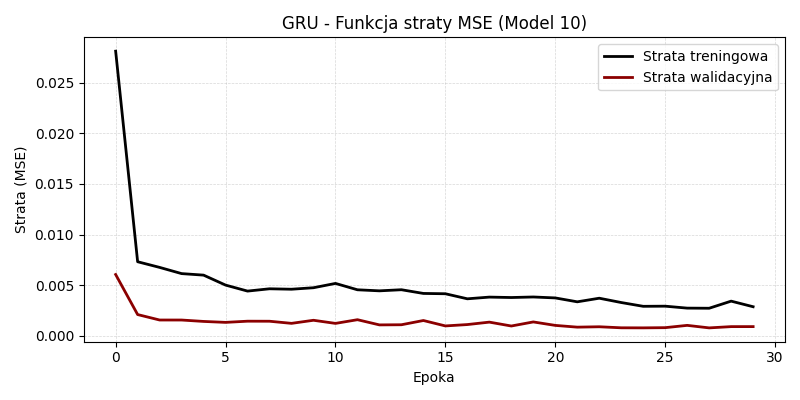 GRU - Funkcja straty MSE (Model 10)
Strata treningowa
Strata walidacyjna
Strata (MSE)
0.025
0.020
0.015
0.010
0.005
0.000
0 5 10 15 20 25 30
Epoka